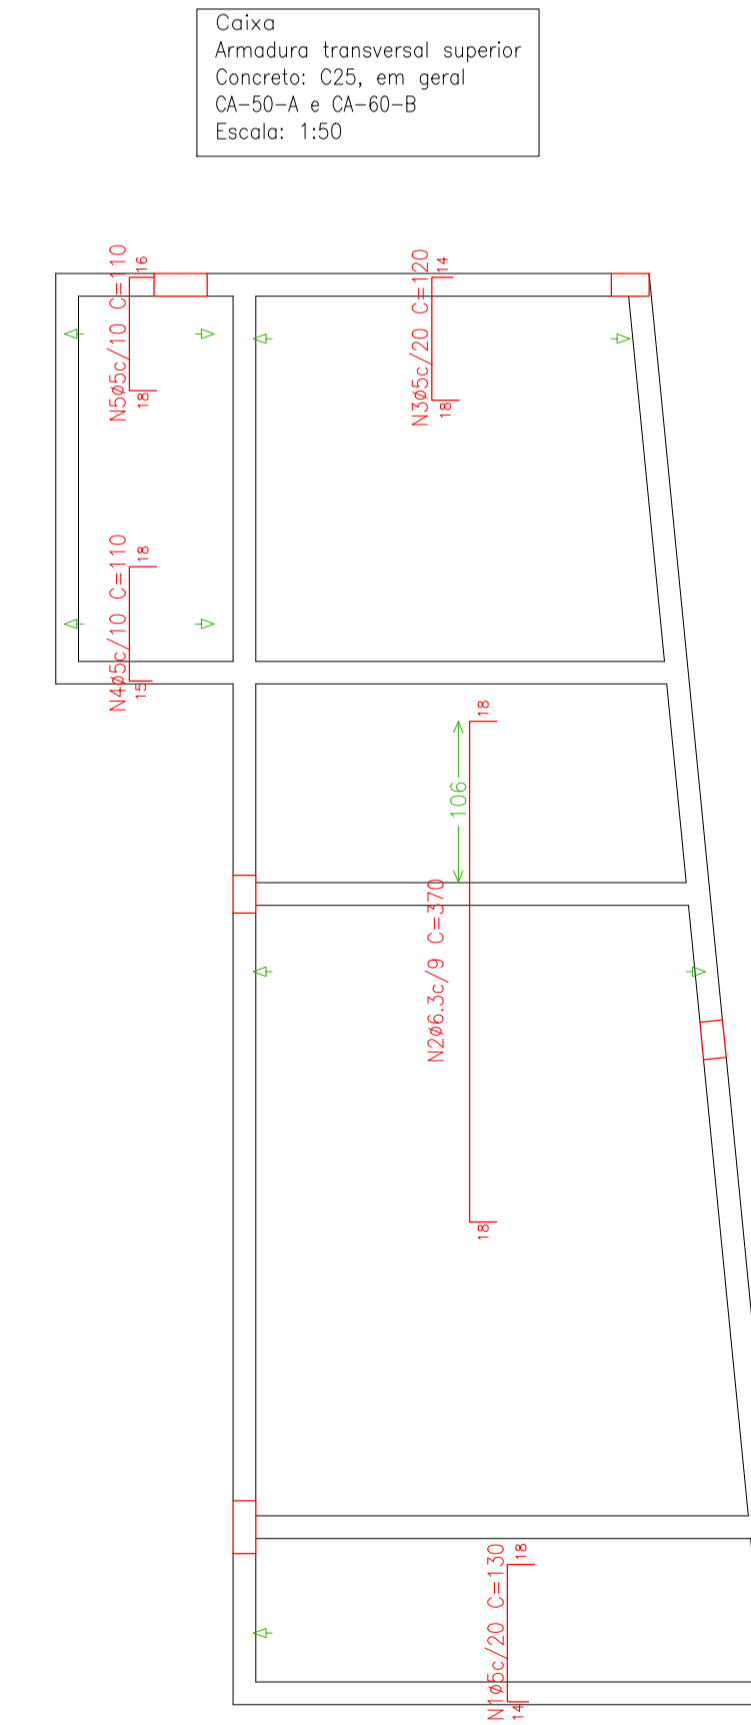 Caixa
Armadura transversal superior
Concreto: C25, em geral
CA-50-A e CA-60-B
Escala: 1:50
N5ø5c/10 C=110
16
18
N3ø5c/20 C=120
14
18
N4ø5c/10 C=110
18
15
18
106
N2ø6.3c/9 C=370
18
N1ø5c/20 C=130
18
14